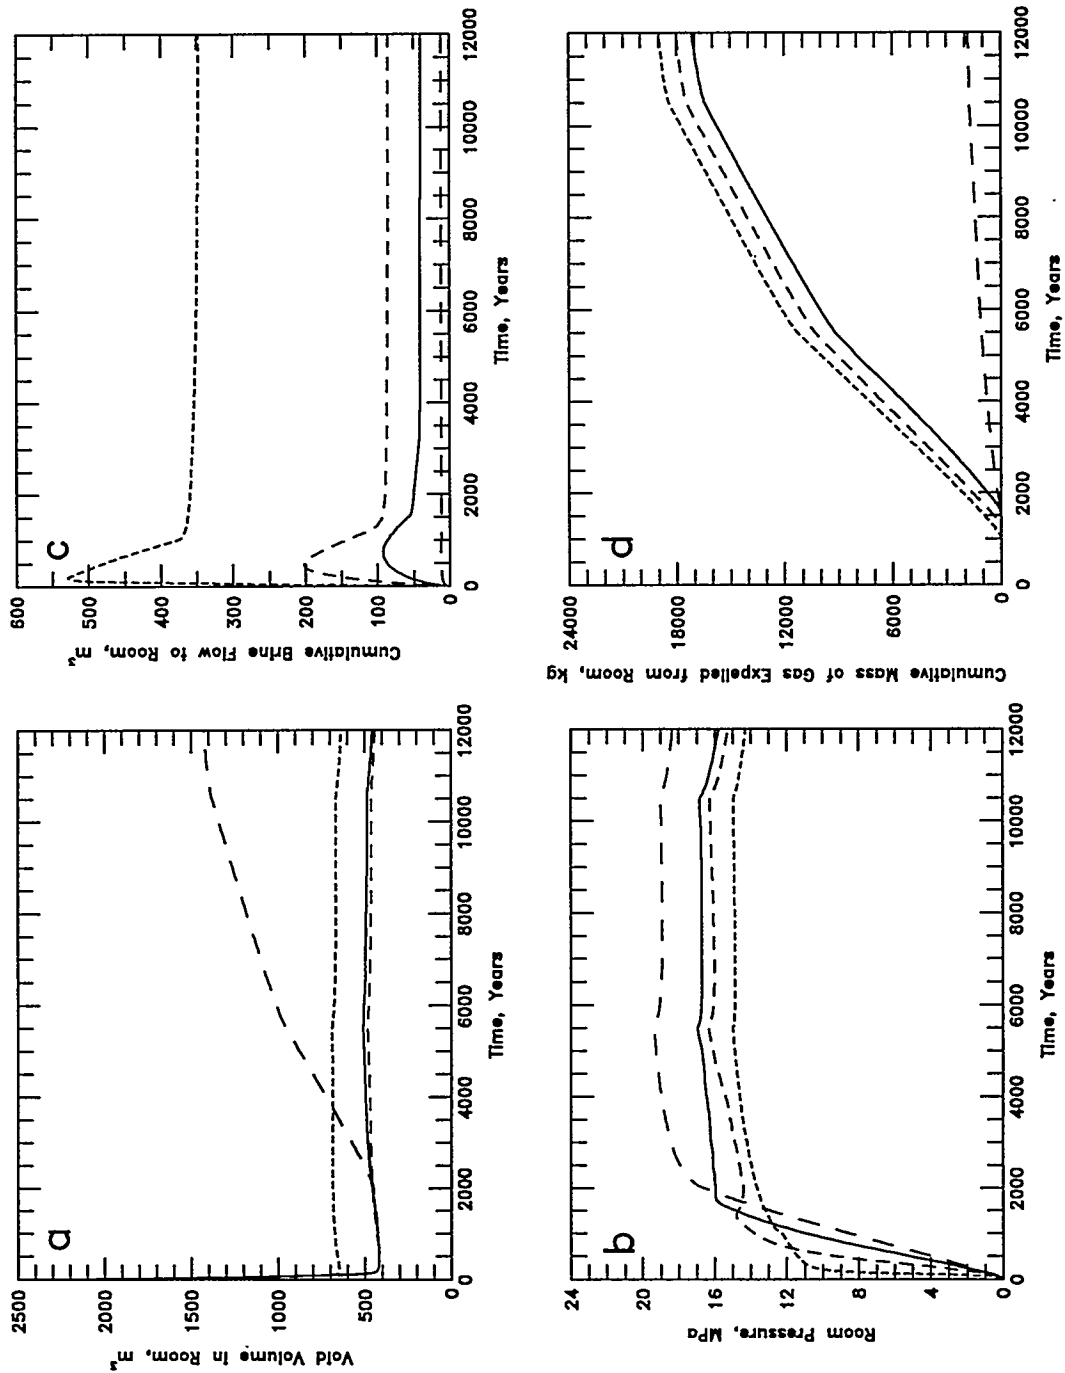 a
2500
2000
1500
1000
500
0
Void Volume in Room, m³
0 2000 4000 6000 8000 10000 12000
Time, Years
b
24
20
16
12
8
4
0
Room Pressure, MPa
0 2000 4000 6000 8000 10000 12000
Time, Years
c
600
500
400
300
200
100
0
Cumulative Brine Flow to Room, m³
0 2000 4000 6000 8000 10000 12000
Time, Years
d
24000
18000
12000
6000
0
Cumulative Mass of Gas Expelled from Room, kg
0 2000 4000 6000 8000 10000 12000
Time, Years